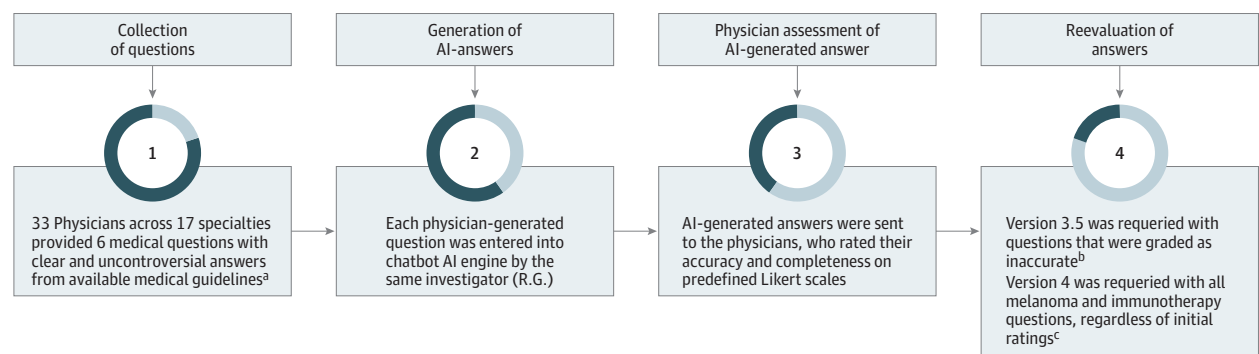 Collection
of questions
Generation of
AI-answers
Physician assessment of
AI-generated answer
Reevaluation of
answers
1
2
3
4
33 Physicians across 17 specialties
provided 6 medical questions with
clear and uncontroversial answers
from available medical guidelinesᵃ
Each physician-generated
question was entered into
chatbot AI engine by the
same investigator (R.G.)
AI-generated answers were sent
to the physicians, who rated their
accuracy and completeness on
predefined Likert scales
Version 3.5 was requeried with
questions that were graded as
inaccurateᵇ
Version 4 was requeried with all
melanoma and immunotherapy
questions, regardless of initial
ratingsᶜ